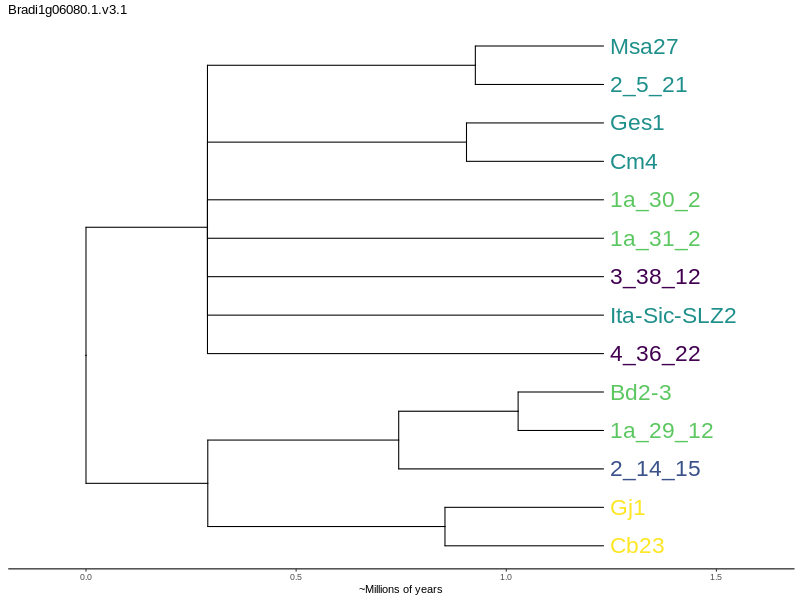 Bradi1g06080.1.v3.1
Msa27
2_5_21
Ges1
Cm4
1a_30_2
1a_31_2
3_38_12
Ita-Sic-SLZ2
4_36_22
Bd2-3
1a_29_12
2_14_15
Gj1
Cb23
0.0 0.5 1.0 1.5
~Millions of years